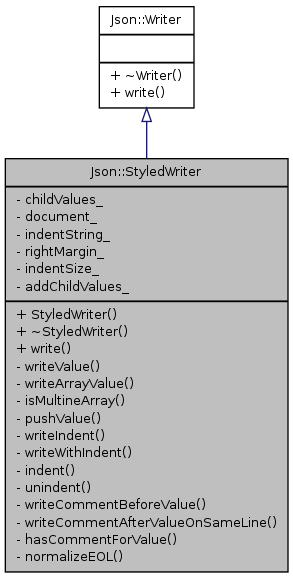 Json::Writer
+ ~Writer()
+ write()
Json::StyledWriter
- childValues_
- document_
- indentString_
- rightMargin_
- indentSize_
- addChildValues_
+ StyledWriter()
+ ~StyledWriter()
+ write()
- writeValue()
- writeArrayValue()
- isMultineArray()
- pushValue()
- writeIndent()
- writeWithIndent()
- indent()
- unindent()
- writeCommentBeforeValue()
- writeCommentAfterValueOnSameLine()
- hasCommentForValue()
- normalizeEOL()